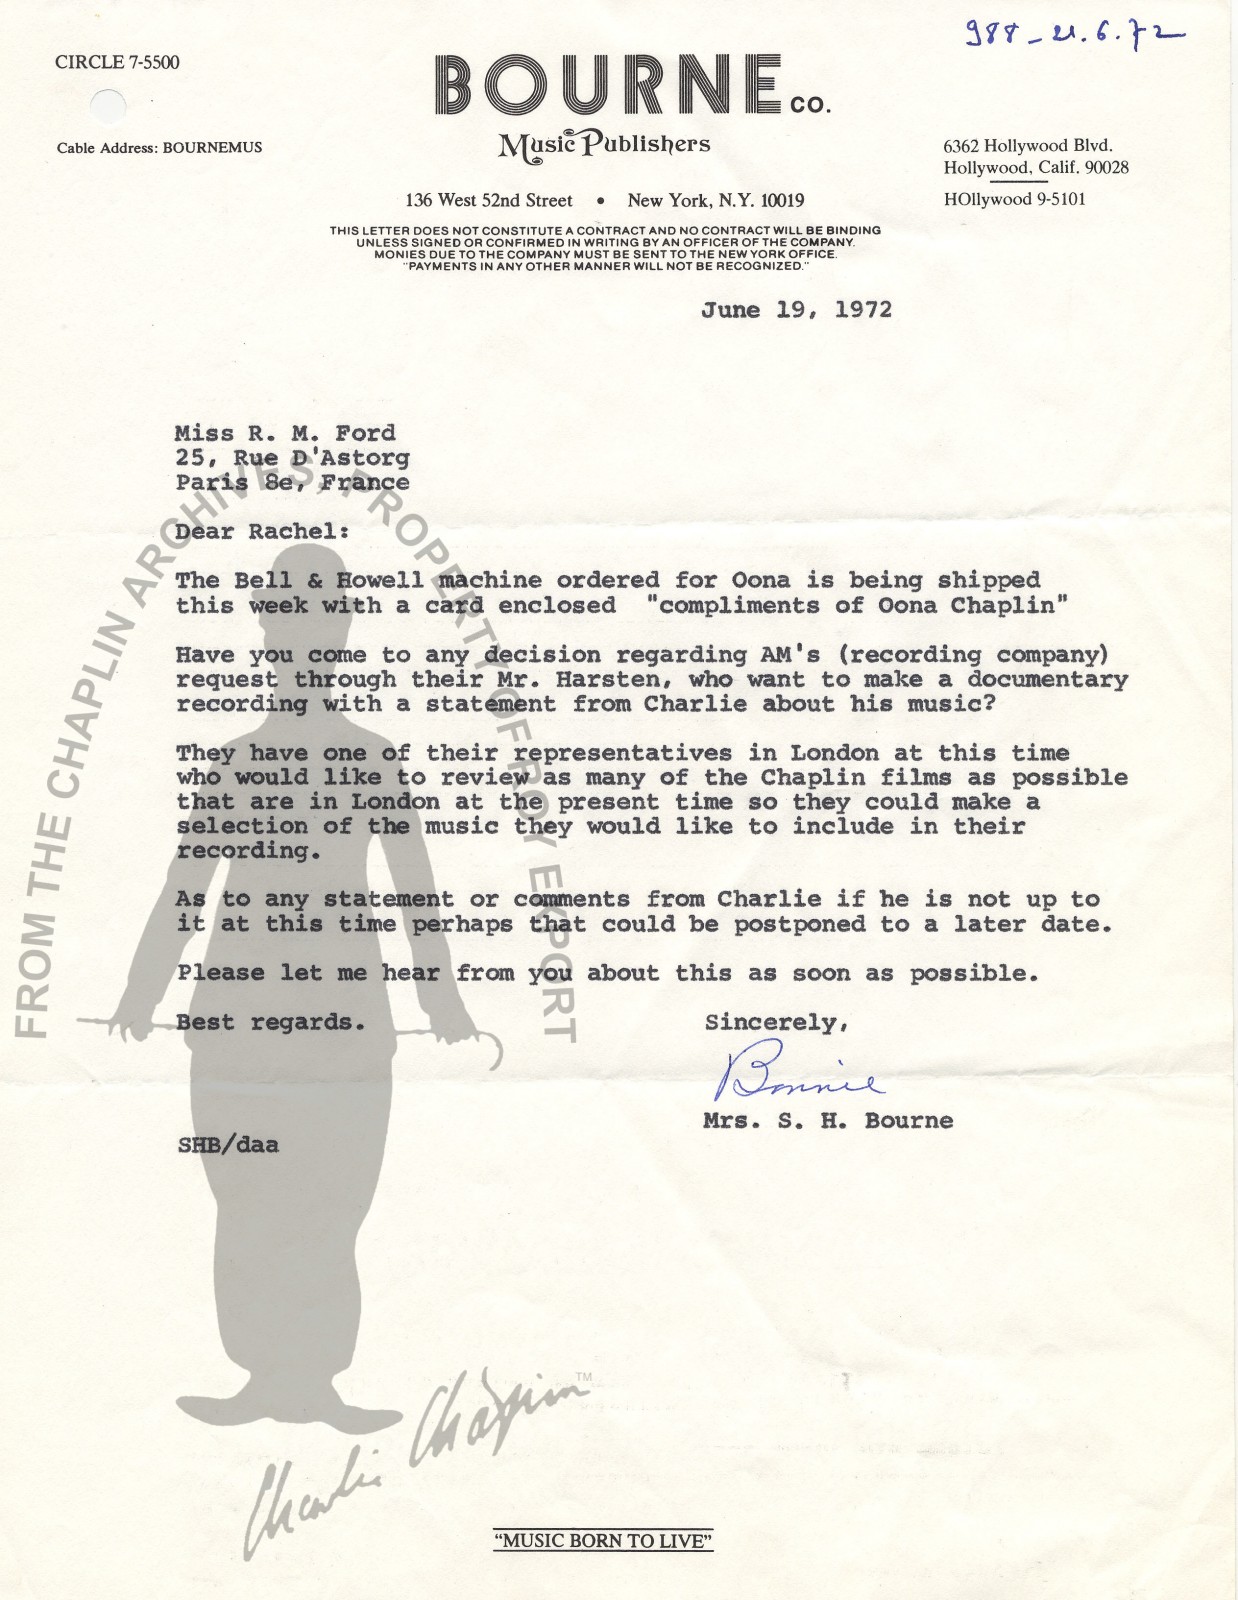 988 - 21.6.72
CIRCLE 7-5500
BOURNE CO.
Music Publishers
Cable Address: BOURNEMUS
6362 Hollywood Blvd.
Hollywood, Calif. 90028
HOllywood 9-5101
136 West 52nd Street • New York, N.Y. 10019
THIS LETTER DOES NOT CONSTITUTE A CONTRACT AND NO CONTRACT WILL BE BINDING
UNLESS SIGNED OR CONFIRMED IN WRITING BY AN OFFICER OF THE COMPANY.
MONIES DUE TO THE COMPANY MUST BE SENT TO THE NEW YORK OFFICE.
"PAYMENTS IN ANY OTHER MANNER WILL NOT BE RECOGNIZED."
June 19, 1972
Miss R. M. Ford
25, Rue D'Astorg
Paris 8e, France
Dear Rachel:
The Bell & Howell machine ordered for Oona is being shipped
this week with a card enclosed "compliments of Oona Chaplin"
Have you come to any decision regarding AM's (recording company)
request through their Mr. Harsten, who want to make a documentary
recording with a statement from Charlie about his music?
They have one of their representatives in London at this time
who would like to review as many of the Chaplin films as possible
that are in London at the present time so they could make a
selection of the music they would like to include in their
recording.
As to any statement or comments from Charlie if he is not up to
it at this time perhaps that could be postponed to a later date.
Please let me hear from you about this as soon as possible.
Best regards.
Sincerely,
Bonnie
Mrs. S. H. Bourne
SHB/daa
FROM THE CHAPLIN ARCHIVES, PROPERTY OF ROY EXPORT
Charlie Chaplin™
"MUSIC BORN TO LIVE"